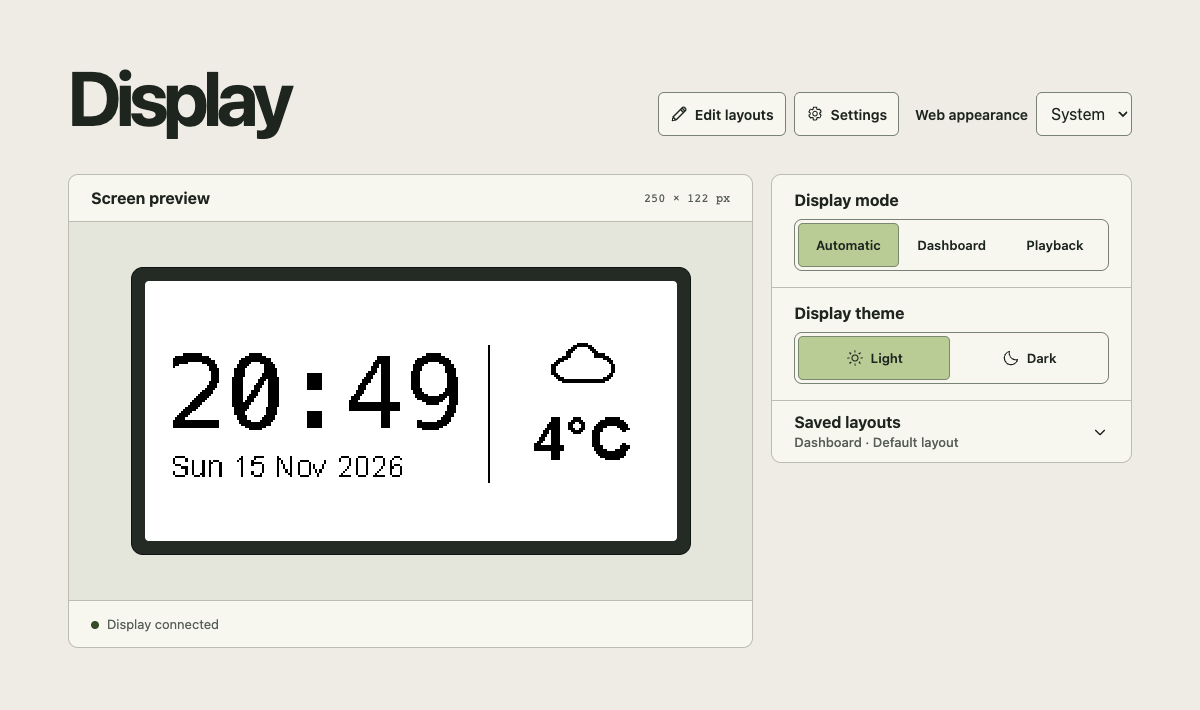 Display
Edit layouts
Settings
Web appearance
System
Screen preview
250 × 122 px
20:49
Sun 15 Nov 2026
4°C
Display connected
Display mode
Automatic
Dashboard
Playback
Display theme
Light
Dark
Saved layouts
Dashboard · Default layout